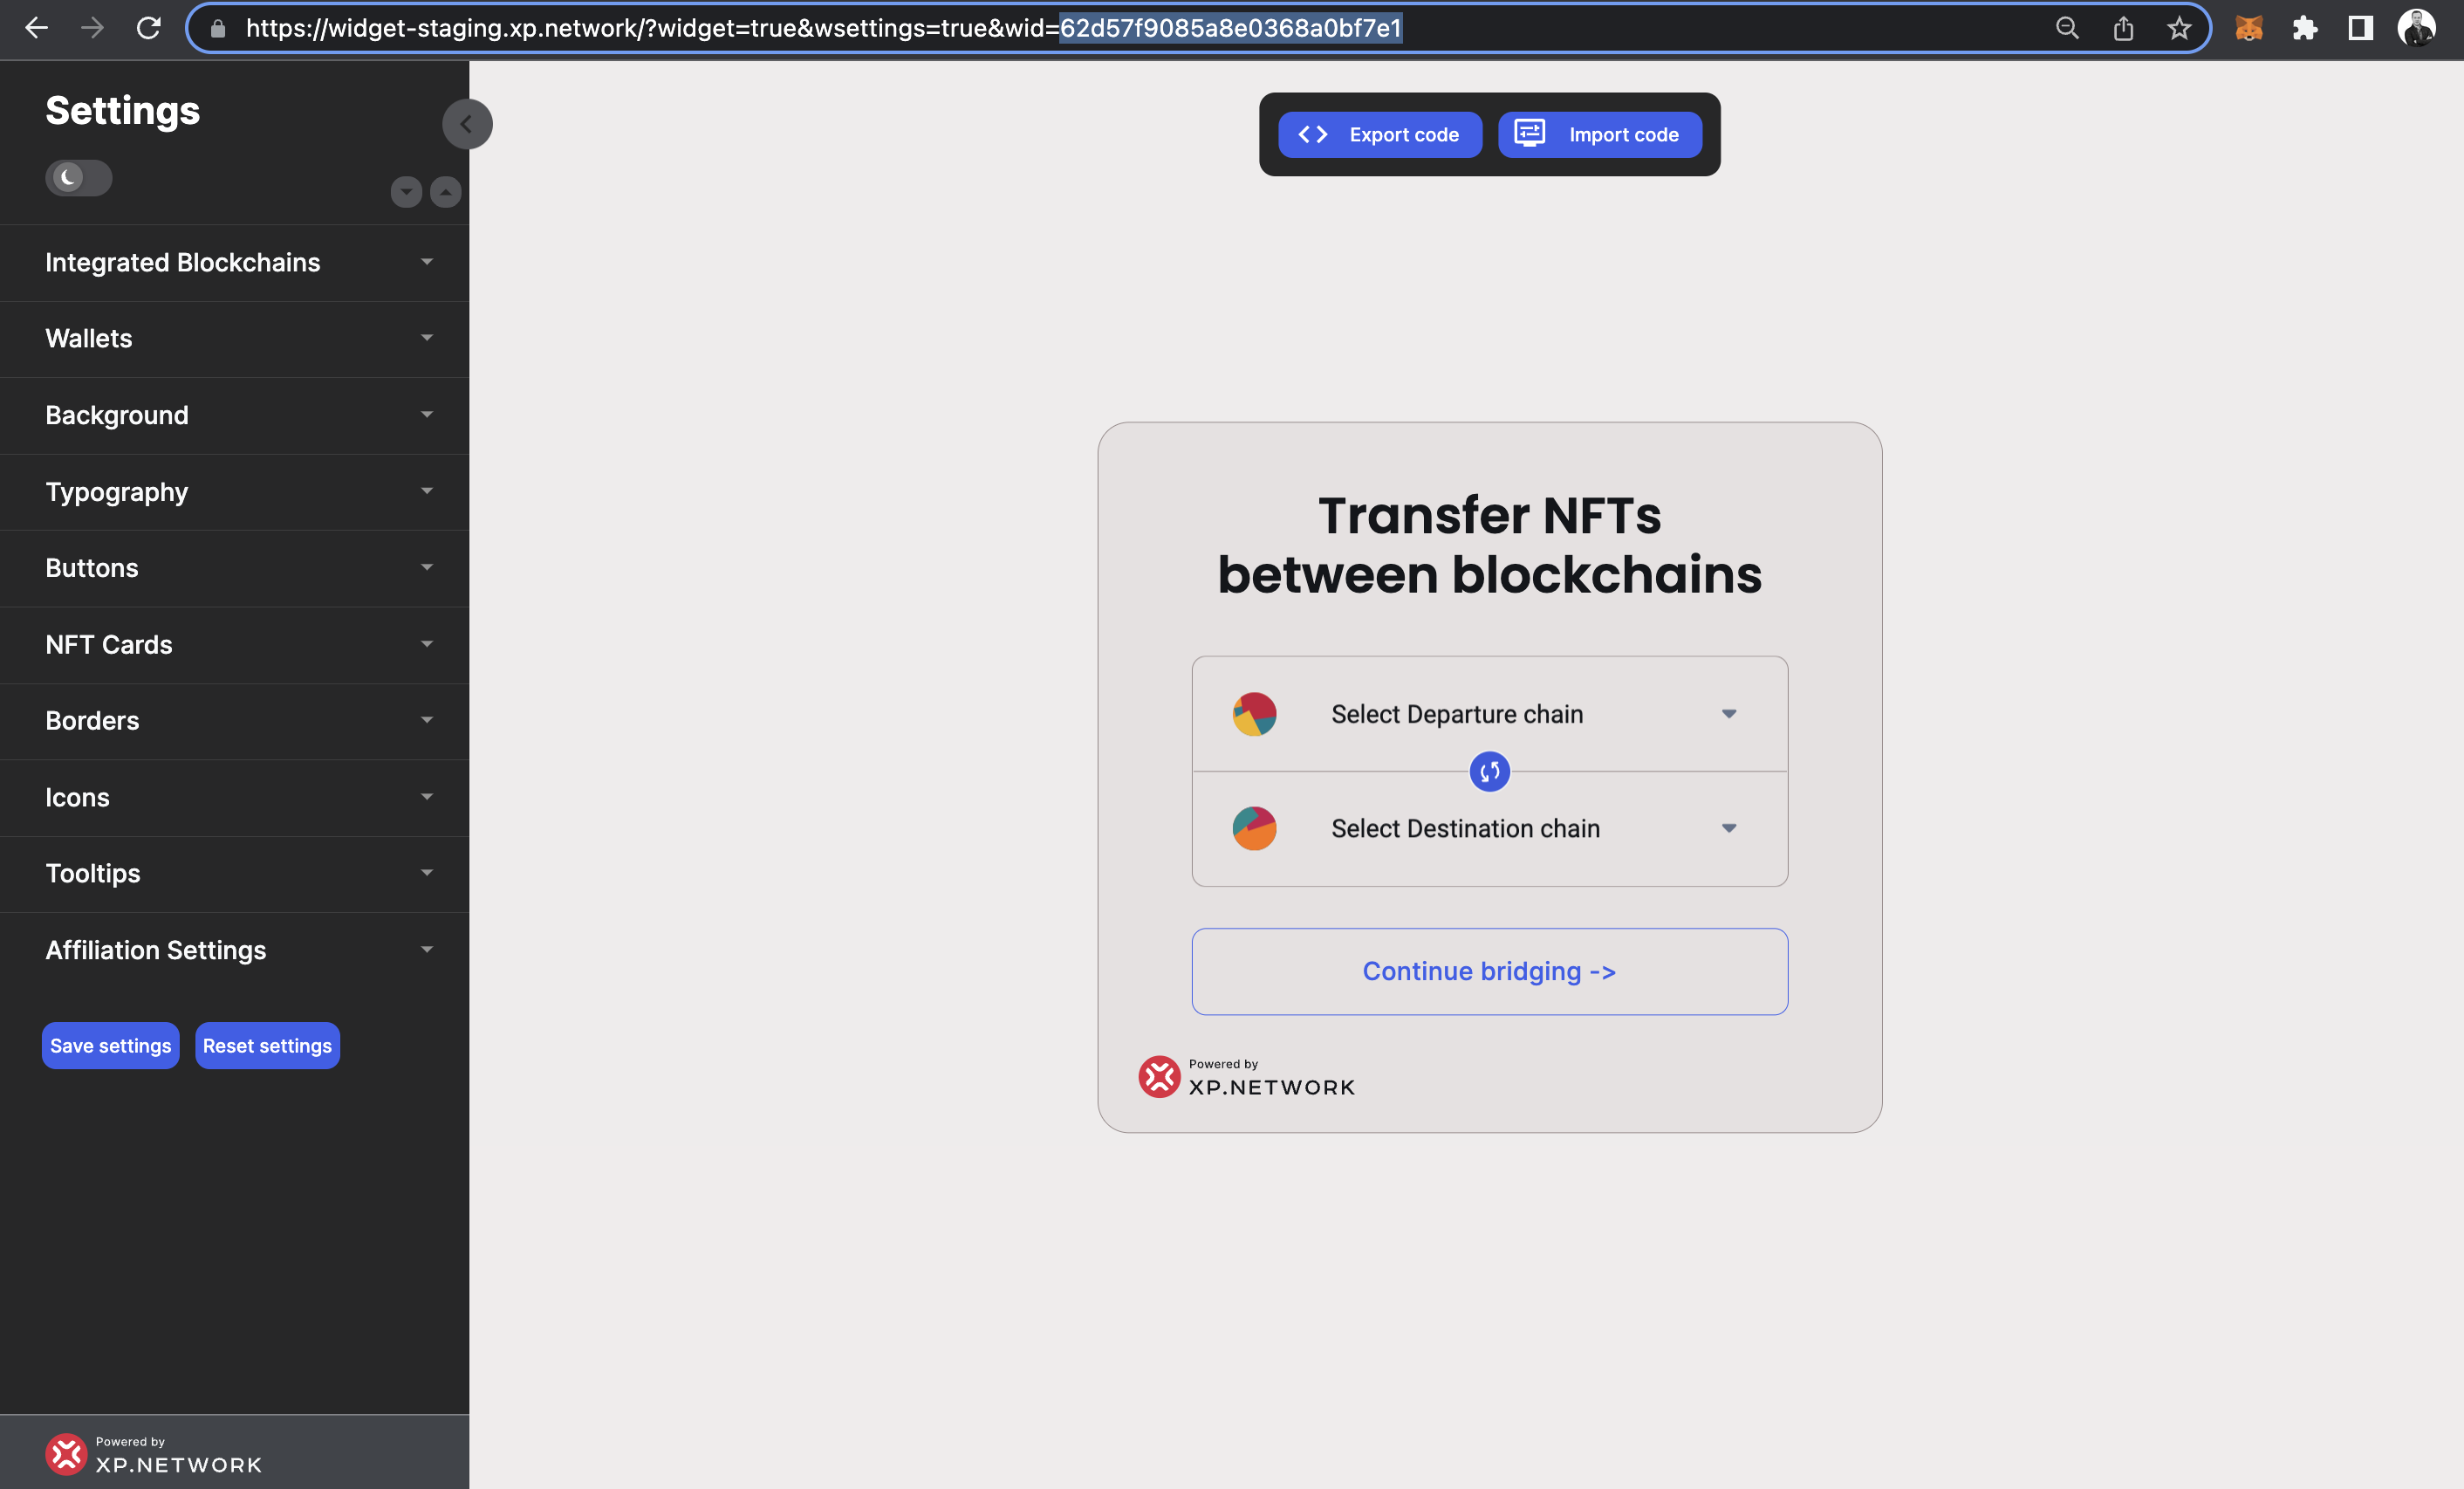 https://widget-staging.xp.network/?widget=true&wsettings=true&wid=62d57f9085a8e0368a0bf7e1
Settings
Integrated Blockchains
Wallets
Background
Typography
Buttons
NFT Cards
Borders
Icons
Tooltips
Affiliation Settings
Save settings
Reset settings
Powered by
XP.NETWORK
Export code
Import code
Transfer NFTs
between blockchains
Select Departure chain
Select Destination chain
Continue bridging ->
Powered by
XP.NETWORK